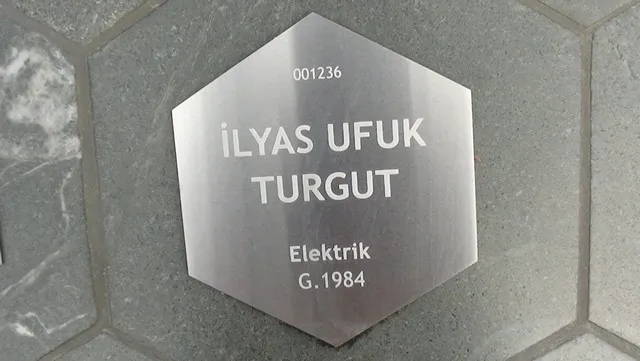 001236
İLYAS UFUK
TURGUT
Elektrik
G.1984